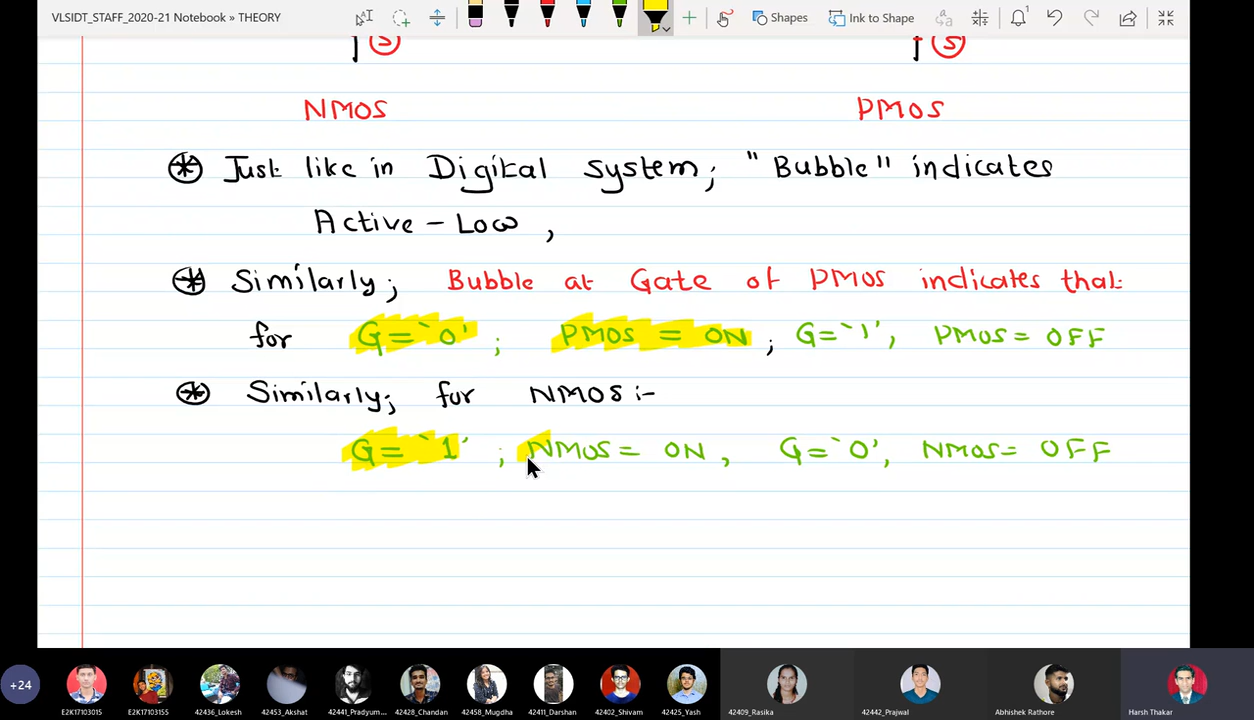 VLSIDT_STAFF_2020-21 Notebook » THEORY
Shapes
Ink to Shape
S
S
NMOS
PMOS
Just like in Digital system; "Bubble" indicates
Active - Low ,
Similarly; Bubble at Gate of PMOS indicates that
for G = `0' ; PMOS = ON ; G = `1', PMOS = OFF
Similarly; for NMOS :-
G = `1' ; NMOS = ON , G = `0', NMOS = OFF
+24
E2K17103015
E2K17103155
42436_Lokesh
42453_Akshat
42441_Pradyum...
42428_Chandan
42458_Mugdha
42411_Darshan
42402_Shivam
42425_Yash
42409_Rasika
42442_Prajwal
Abhishek Rathore
Harsh Thakar